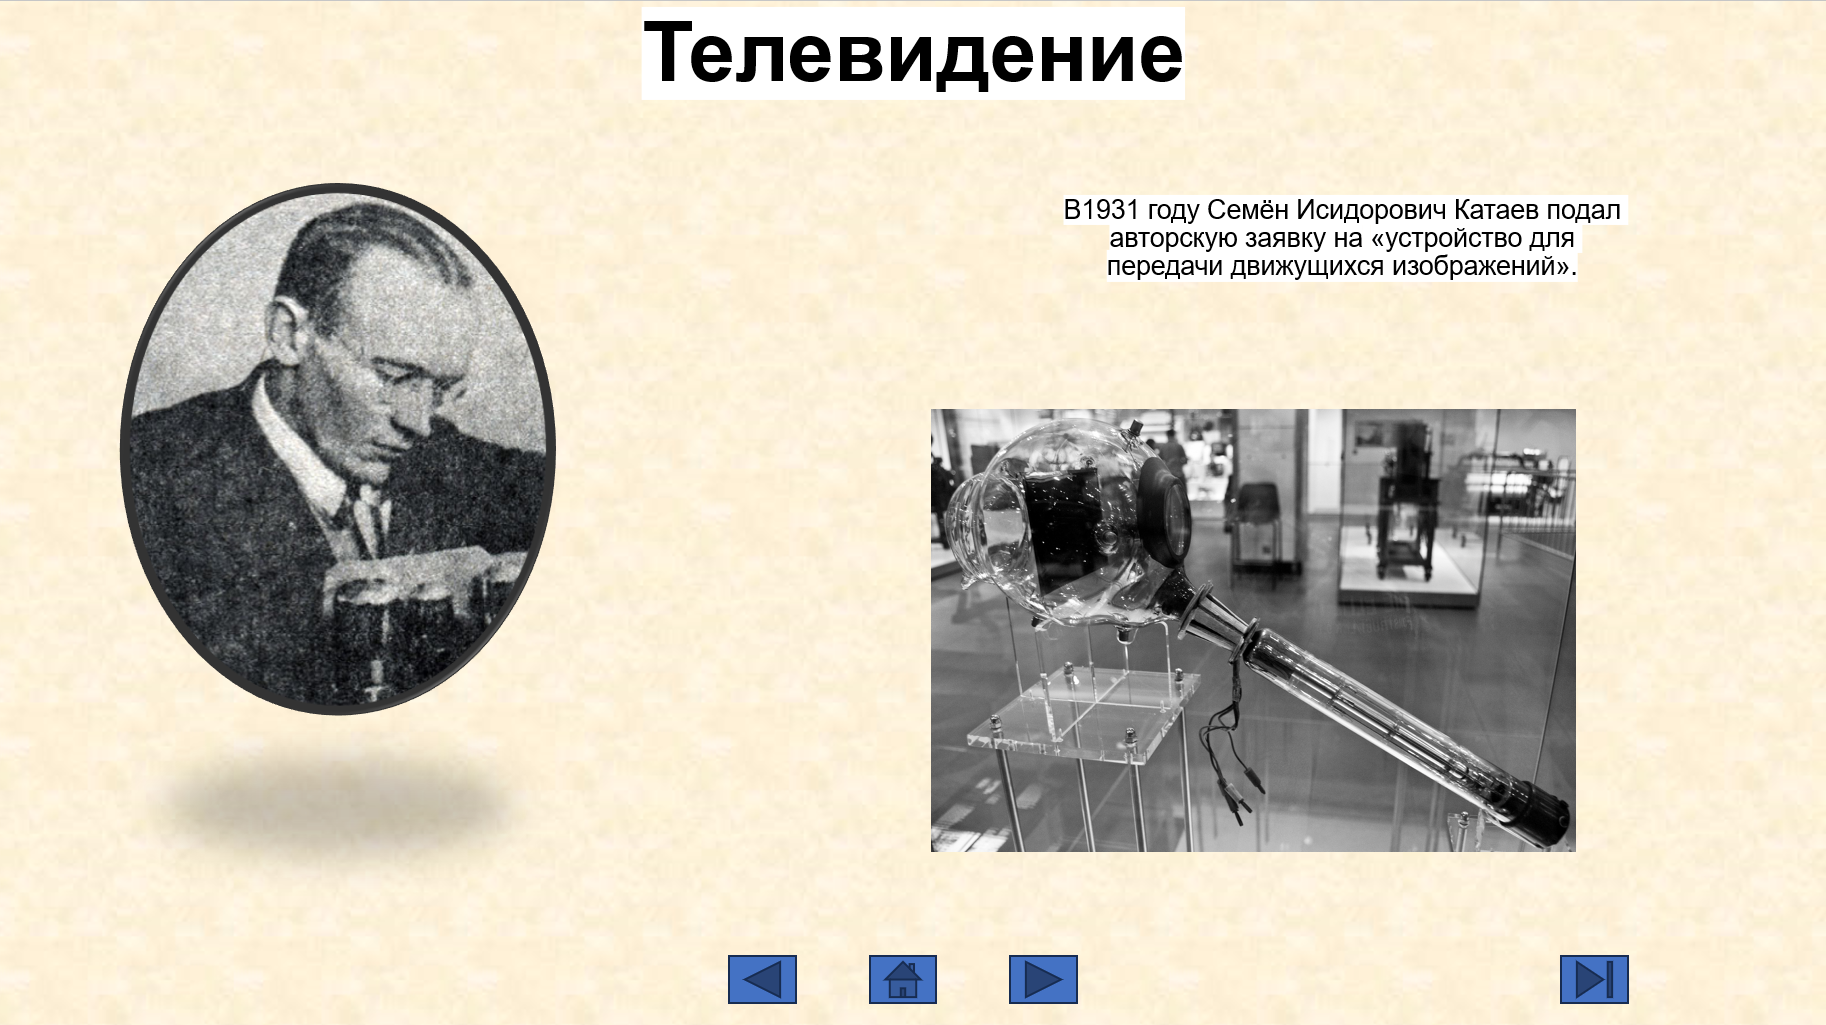 Телевидение
В1931 году Семён Исидорович Катаев подал
авторскую заявку на «устройство для
передачи движущихся изображений».